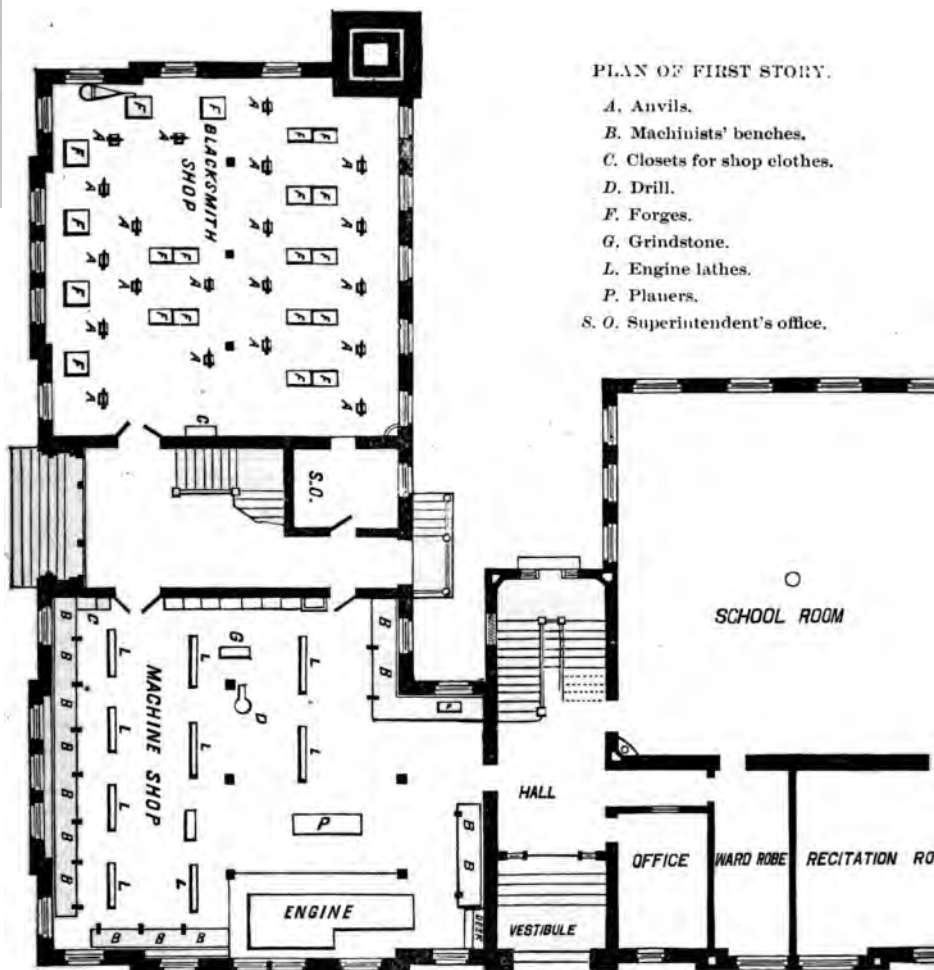 PLAN OF FIRST STORY.
A. Anvils.
B. Machinists' benches.
C. Closets for shop clothes.
D. Drill.
F. Forges.
G. Grindstone.
L. Engine lathes.
P. Planers.
S. O. Superintendent's office.
BLACKSMITH
SHOP
F F A
A A F F
F A A
A
F F
F A A A
A F F F F
F A A A A
A F F F F
A A
F A
F F
A A
C
S.O.
C
B
B
B
B
B
B
B
L
L
L
L
MACHINE SHOP
L
L
L
G
D
L
L
B
B
P
P
B
B
B B B
ENGINE
DESK
HALL
VESTIBULE
SCHOOL ROOM
OFFICE
WARD ROBE
RECITATION RO